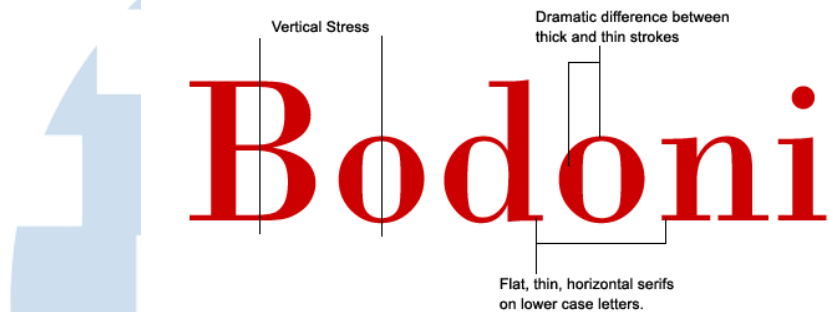 Vertical Stress
Dramatic difference between
thick and thin strokes
Bodoni
Flat, thin, horizontal serifs
on lower case letters.